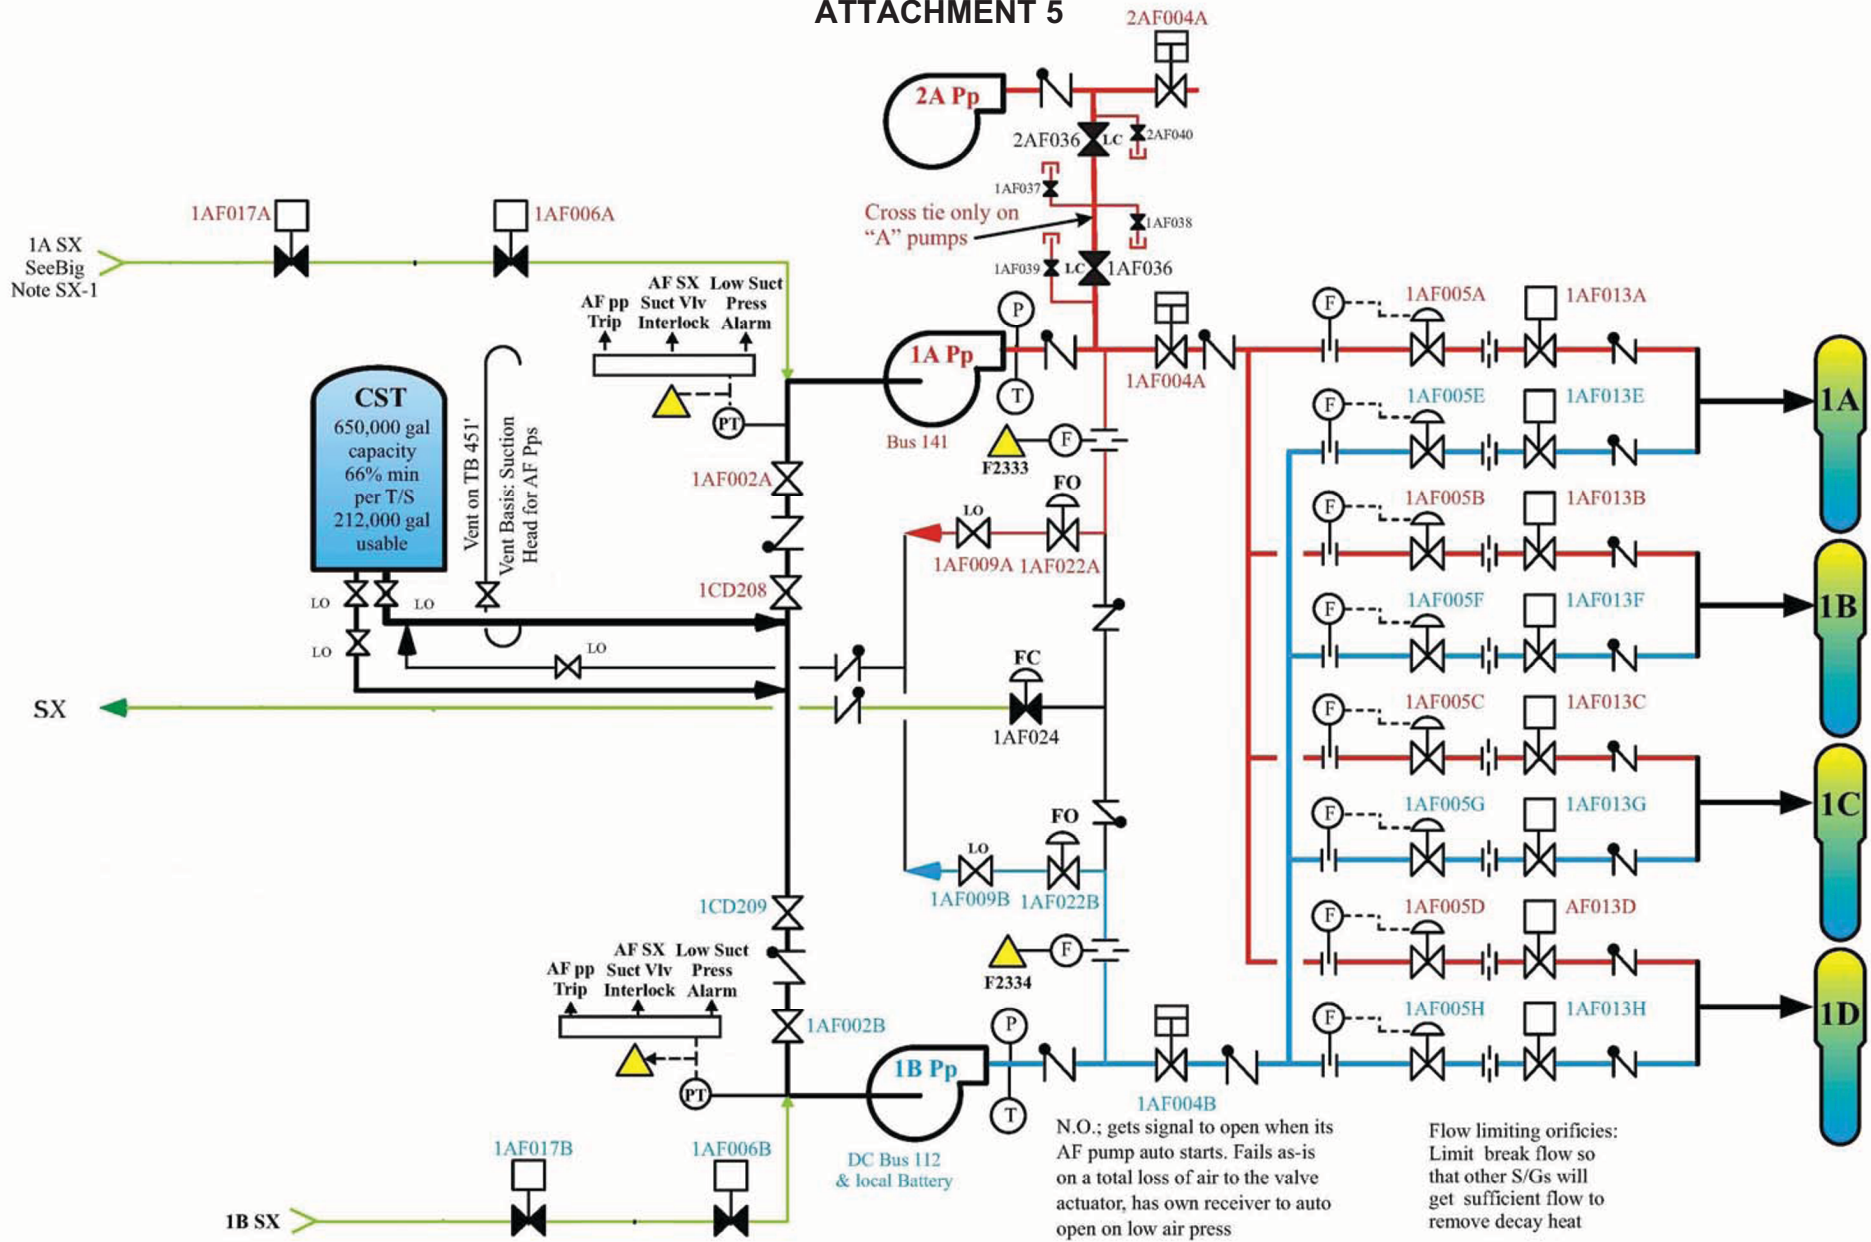 ATTACHMENT 5
2AF004A
2A Pp
2AF036
LC
2AF040
1AF037
Cross tie only on
“A” pumps
1AF038
1AF039
LC
1AF036
1AF017A
1AF006A
1A SX
SeeBig
Note SX-1
AF pp
Trip
AF SX
Suct Vlv
Interlock
Low Suct
Press
Alarm
P
1A Pp
T
1AF004A
Bus 141
PT
F
F2333
1AF002A
FO
LO
1AF009A
1AF022A
1CD208
CST
650,000 gal
capacity
66% min
per T/S
212,000 gal
usable
Vent on TB 451'
Vent Basis: Suction
Head for AF Pps
LO
LO
LO
LO
FC
1AF024
SX
FO
LO
1AF009B
1AF022B
1CD209
AF pp
Trip
AF SX
Suct Vlv
Interlock
Low Suct
Press
Alarm
F
F2334
1AF002B
P
1B Pp
T
PT
1AF004B
1AF017B
1AF006B
1B SX
DC Bus 112
& local Battery
N.O.; gets signal to open when its
AF pump auto starts. Fails as-is
on a total loss of air to the valve
actuator, has own receiver to auto
open on low air press
F
1AF005A
1AF013A
F
1AF005E
1AF013E
1A
F
1AF005B
1AF013B
F
1AF005F
1AF013F
1B
F
1AF005C
1AF013C
F
1AF005G
1AF013G
1C
F
1AF005D
AF013D
F
1AF005H
1AF013H
1D
Flow limiting orificies:
Limit break flow so
that other S/Gs will
get sufficient flow to
remove decay heat